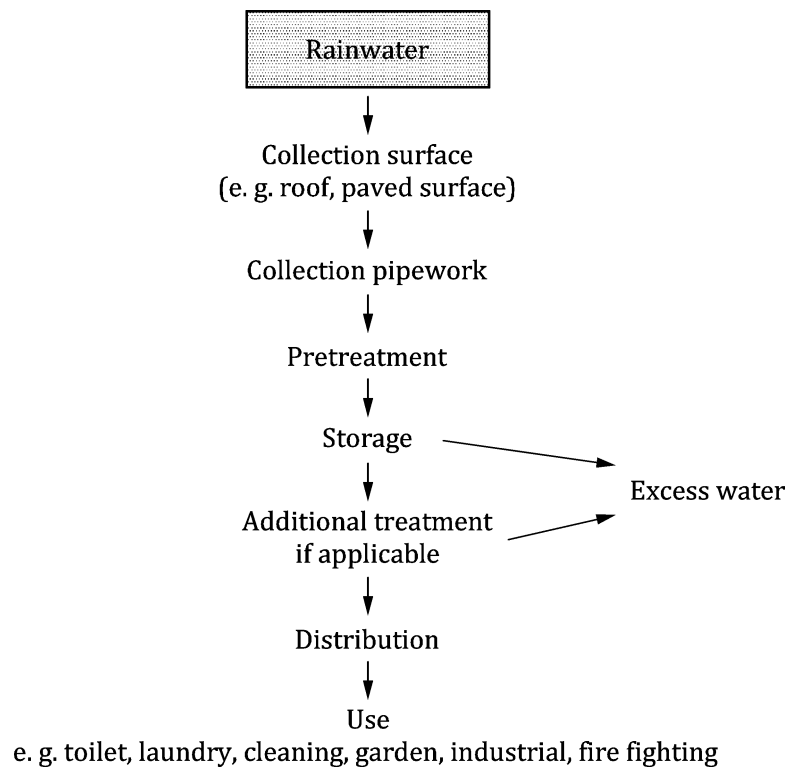 Rainwater
Collection surface
(e. g. roof, paved surface)
Collection pipework
Pretreatment
Storage
Excess water
Additional treatment
if applicable
Distribution
Use
e. g. toilet, laundry, cleaning, garden, industrial, fire fighting